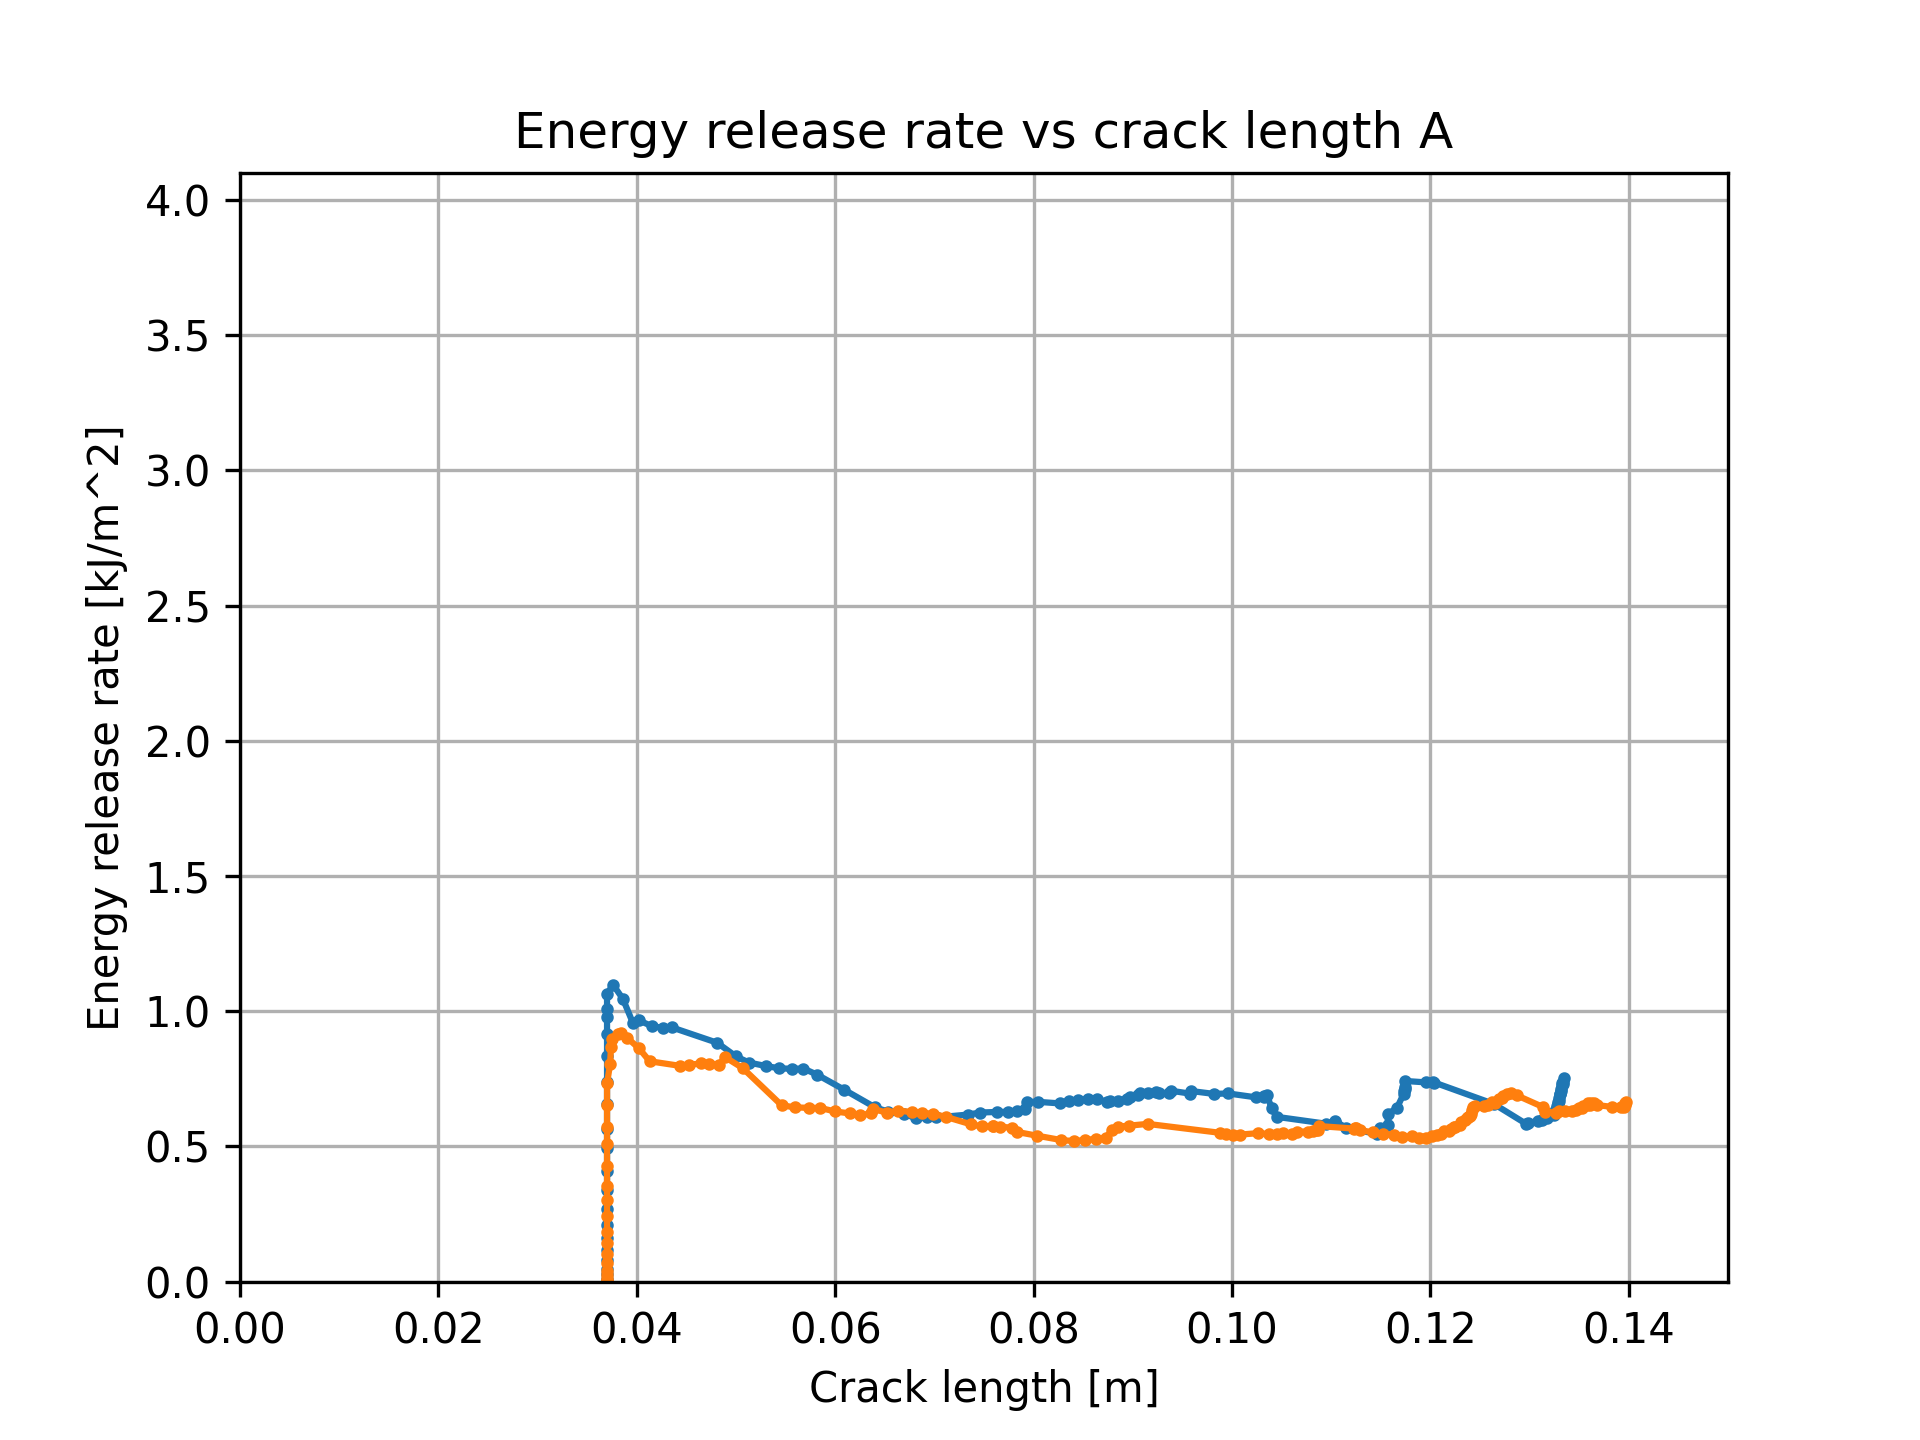 Energy release rate vs crack length A
4.0
3.5
3.0
2.5
2.0
1.5
1.0
0.5
0.0
Energy release rate [kJ/m^2]
0.00 0.02 0.04 0.06 0.08 0.10 0.12 0.14
Crack length [m]